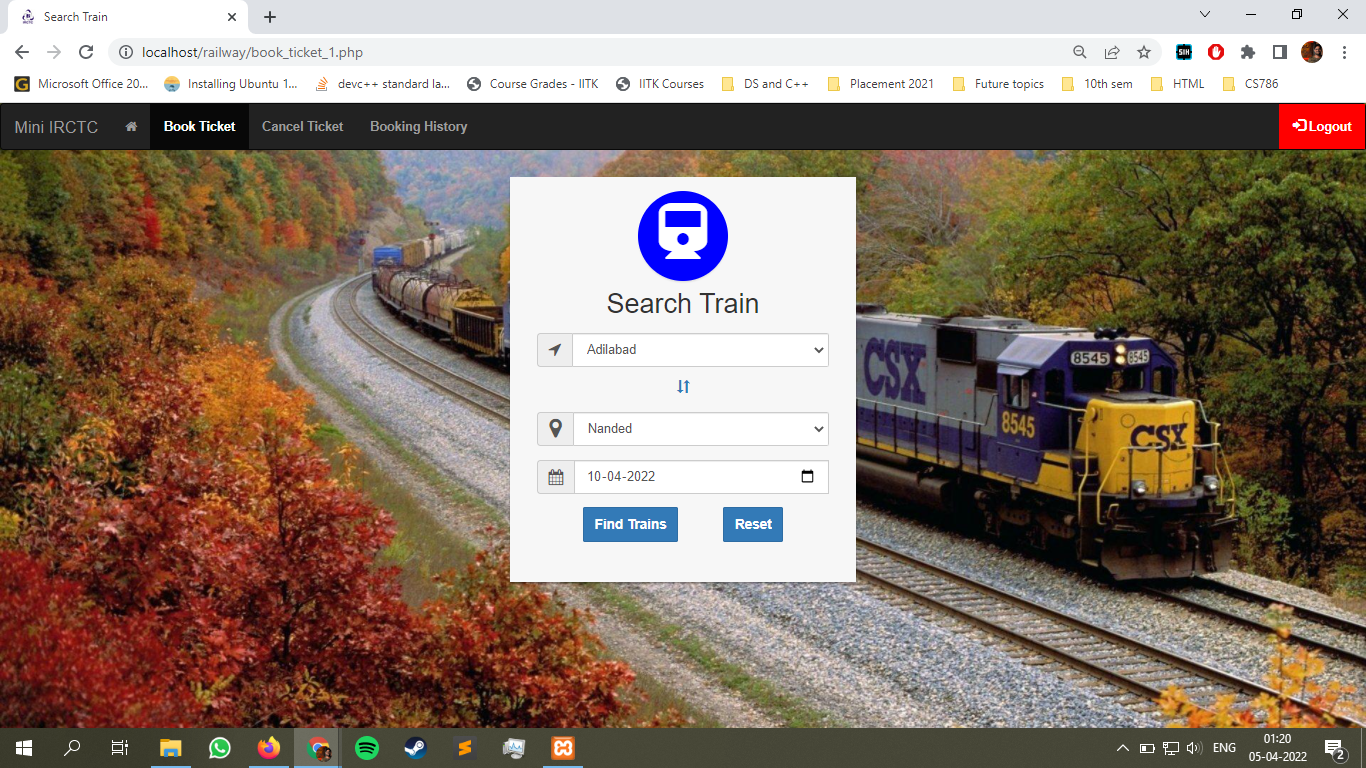 Search Train
localhost/railway/book_ticket_1.php
Microsoft Office 20... Installing Ubuntu 1... devc++ standard la... Course Grades - IITK IITK Courses DS and C++ Placement 2021 Future topics 10th sem HTML CS786
Mini IRCTC Book Ticket Cancel Ticket Booking History Logout
Search Train
Adilabad
Nanded
10-04-2022
Find Trains Reset
CSX
8545 8545
8545
CSX
ENG
01:20
05-04-2022
2